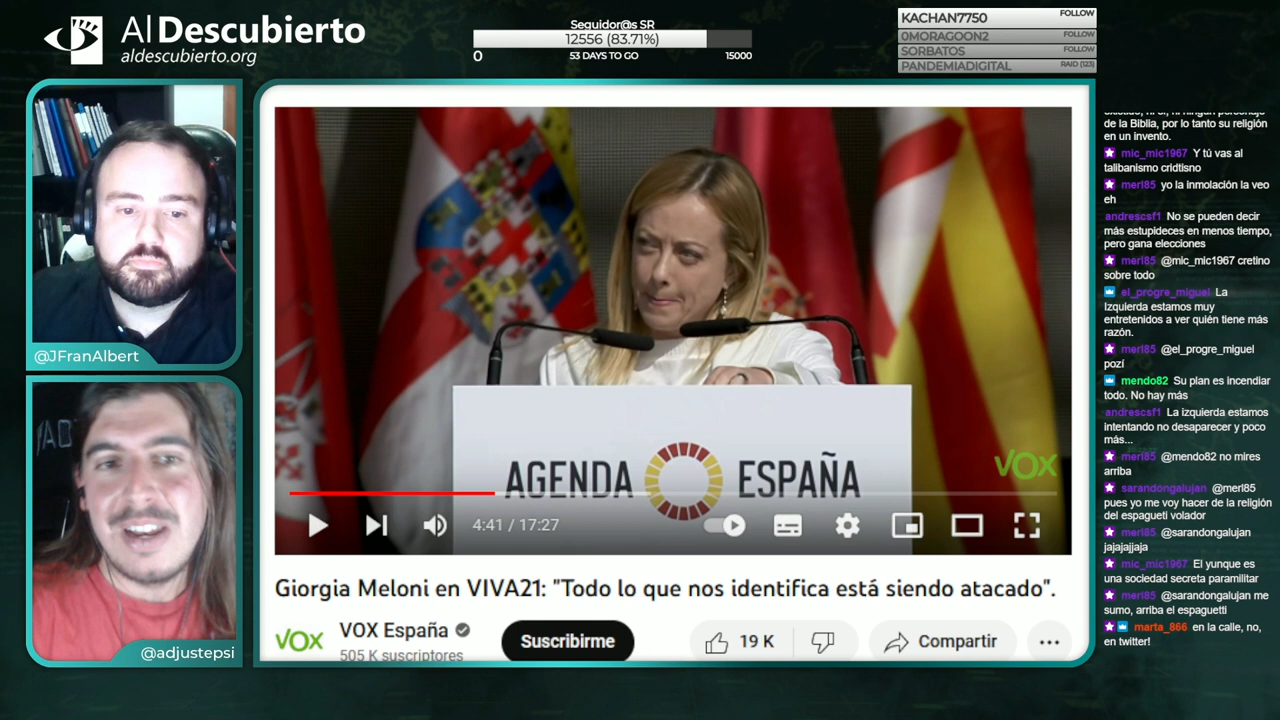 Al Descubierto
aldescubierto.org
Seguidor@s SR
12556 (83.71%)
0
53 DAYS TO GO
15000
KACHAN7750 FOLLOW
0MORAGOON2 FOLLOW
SORBATOS FOLLOW
PANDEMIADIGITAL RAID (123)
@JFranAlbert
@adjustepsi
AGENDA ESPAÑA
VOX
4:41 / 17:27
Giorgia Meloni en VIVA21: "Todo lo que nos identifica está siendo atacado".
VOX
VOX España
505 K suscriptores
Suscribirme
19 K
Compartir
de la Biblia, por lo tanto su religión
en un invento.
mic_mic1967 Y tú vas al
talibanismo cridtisno
meri85 yo la inmolación la veo
eh
andrescsf1 No se pueden decir
más estupideces en menos tiempo,
pero gana elecciones
meri85 @mic_mic1967 cretino
sobre todo
el_progre_miguel La
Izquierda estamos muy
entretenidos a ver quién tiene más
razón.
meri85 @el_progre_miguel
pozí
mendo82 Su plan es incendiar
todo. No hay más
andrescsf1 La izquierda estamos
intentando no desaparecer y poco
más...
meri85 @mendo82 no mires
arriba
sarandongalujan @meri85
pues yo me voy hacer de la religión
del espagueti volador
meri85 @sarandongalujan
jajajajjaja
mic_mic1967 El yunque es
una sociedad secreta paramilitar
meri85 @sarandongalujan me
sumo, arriba el espaguetti
marta_866 en la calle, no,
en twitter!